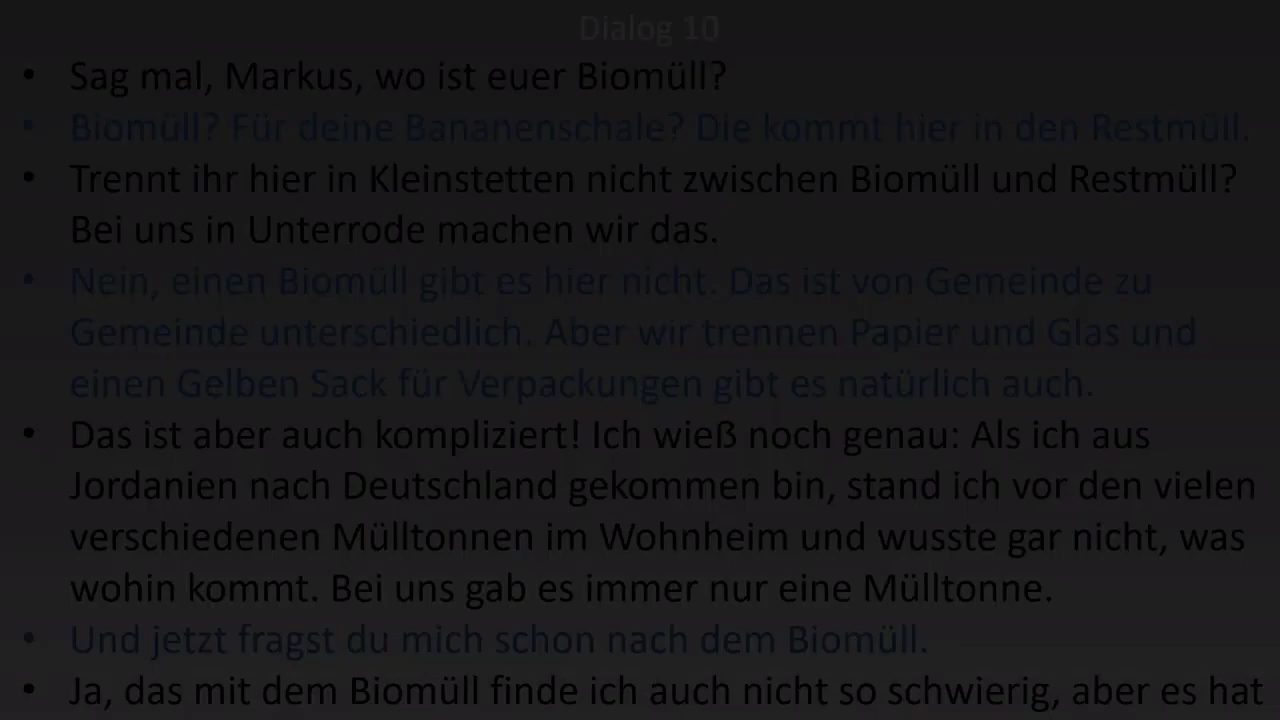 Dialog 10
• Sag mal, Markus, wo ist euer Biomüll?
• Biomüll? Für deine Bananenschale? Die kommt hier in den Restmüll.
• Trennt ihr hier in Kleinstetten nicht zwischen Biomüll und Restmüll?
Bei uns in Unterrode machen wir das.
• Nein, einen Biomüll gibt es hier nicht. Das ist von Gemeinde zu
Gemeinde unterschiedlich. Aber wir trennen Papier und Glas und
einen Gelben Sack für Verpackungen gibt es natürlich auch.
• Das ist aber auch kompliziert! Ich wieß noch genau: Als ich aus
Jordanien nach Deutschland gekommen bin, stand ich vor den vielen
verschiedenen Mülltonnen im Wohnheim und wusste gar nicht, was
wohin kommt. Bei uns gab es immer nur eine Mülltonne.
• Und jetzt fragst du mich schon nach dem Biomüll.
• Ja, das mit dem Biomüll finde ich auch nicht so schwierig, aber es hat